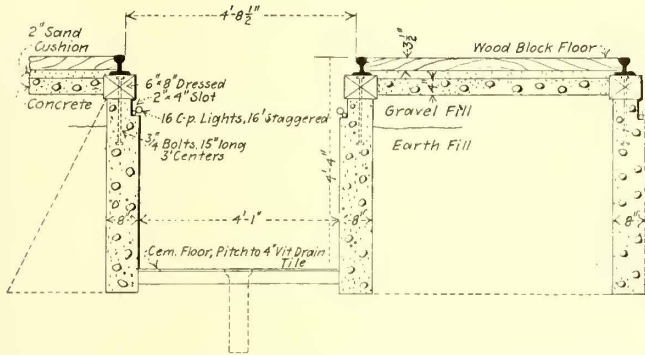 4'-8½"
2" Sand
Cushion
3½"
Wood Block Floor
6"×8" Dressed
2"×4" Slot
4"
Concrete
16 C-p. Lights, 16' Staggered
Gravel Fill
¾" Bolts, 15" long
3' Centers
Earth Fill
4'-4"
8"
4'-1"
8"
8"
Cem. Floor, Pitch to 4" Vit Drain
Tile